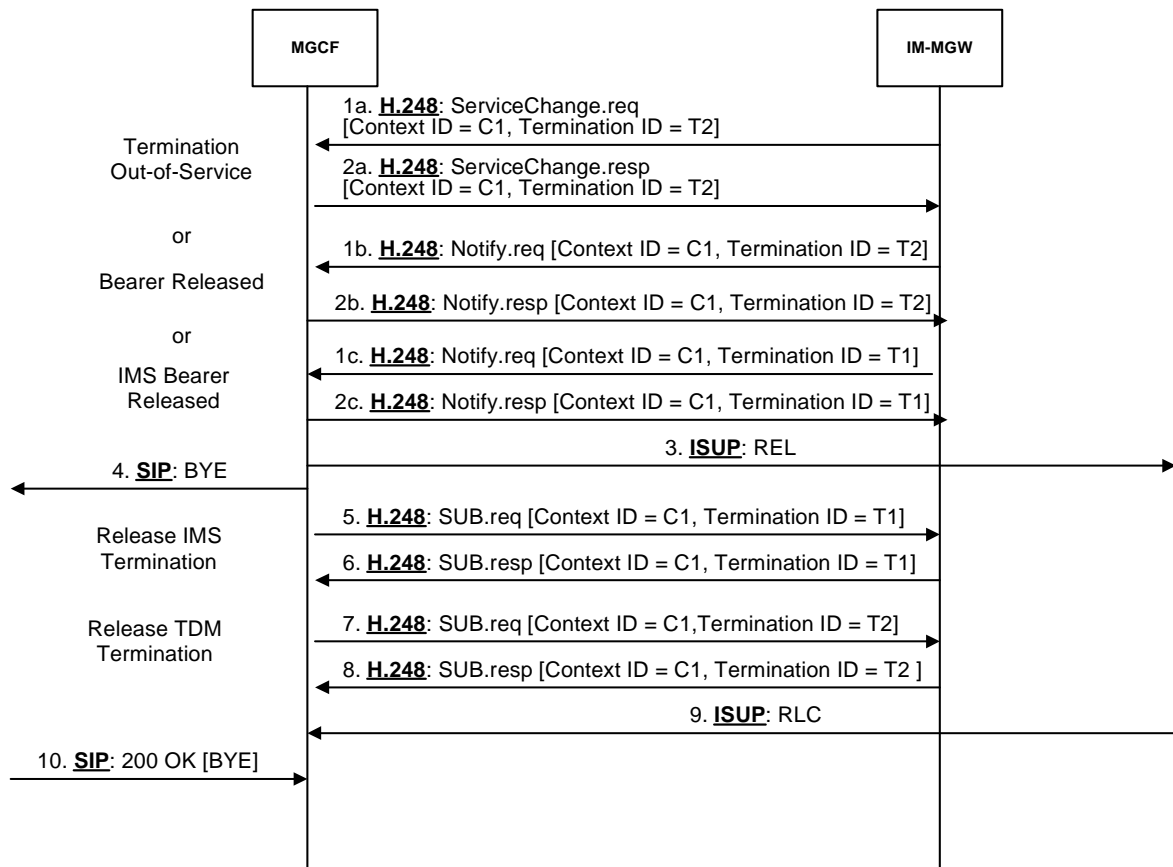 MGCF
IM-MGW
1a. H.248: ServiceChange.req
[Context ID = C1, Termination ID = T2]
Termination
Out-of-Service
2a. H.248: ServiceChange.resp
[Context ID = C1, Termination ID = T2]
or
1b. H.248: Notify.req [Context ID = C1, Termination ID = T2]
Bearer Released
2b. H.248: Notify.resp [Context ID = C1, Termination ID = T2]
or
1c. H.248: Notify.req [Context ID = C1, Termination ID = T1]
IMS Bearer
Released
2c. H.248: Notify.resp [Context ID = C1, Termination ID = T1]
3. ISUP: REL
4. SIP: BYE
5. H.248: SUB.req [Context ID = C1, Termination ID = T1]
Release IMS
Termination
6. H.248: SUB.resp [Context ID = C1, Termination ID = T1]
7. H.248: SUB.req [Context ID = C1,Termination ID = T2]
Release TDM
Termination
8. H.248: SUB.resp [Context ID = C1, Termination ID = T2 ]
9. ISUP: RLC
10. SIP: 200 OK [BYE]